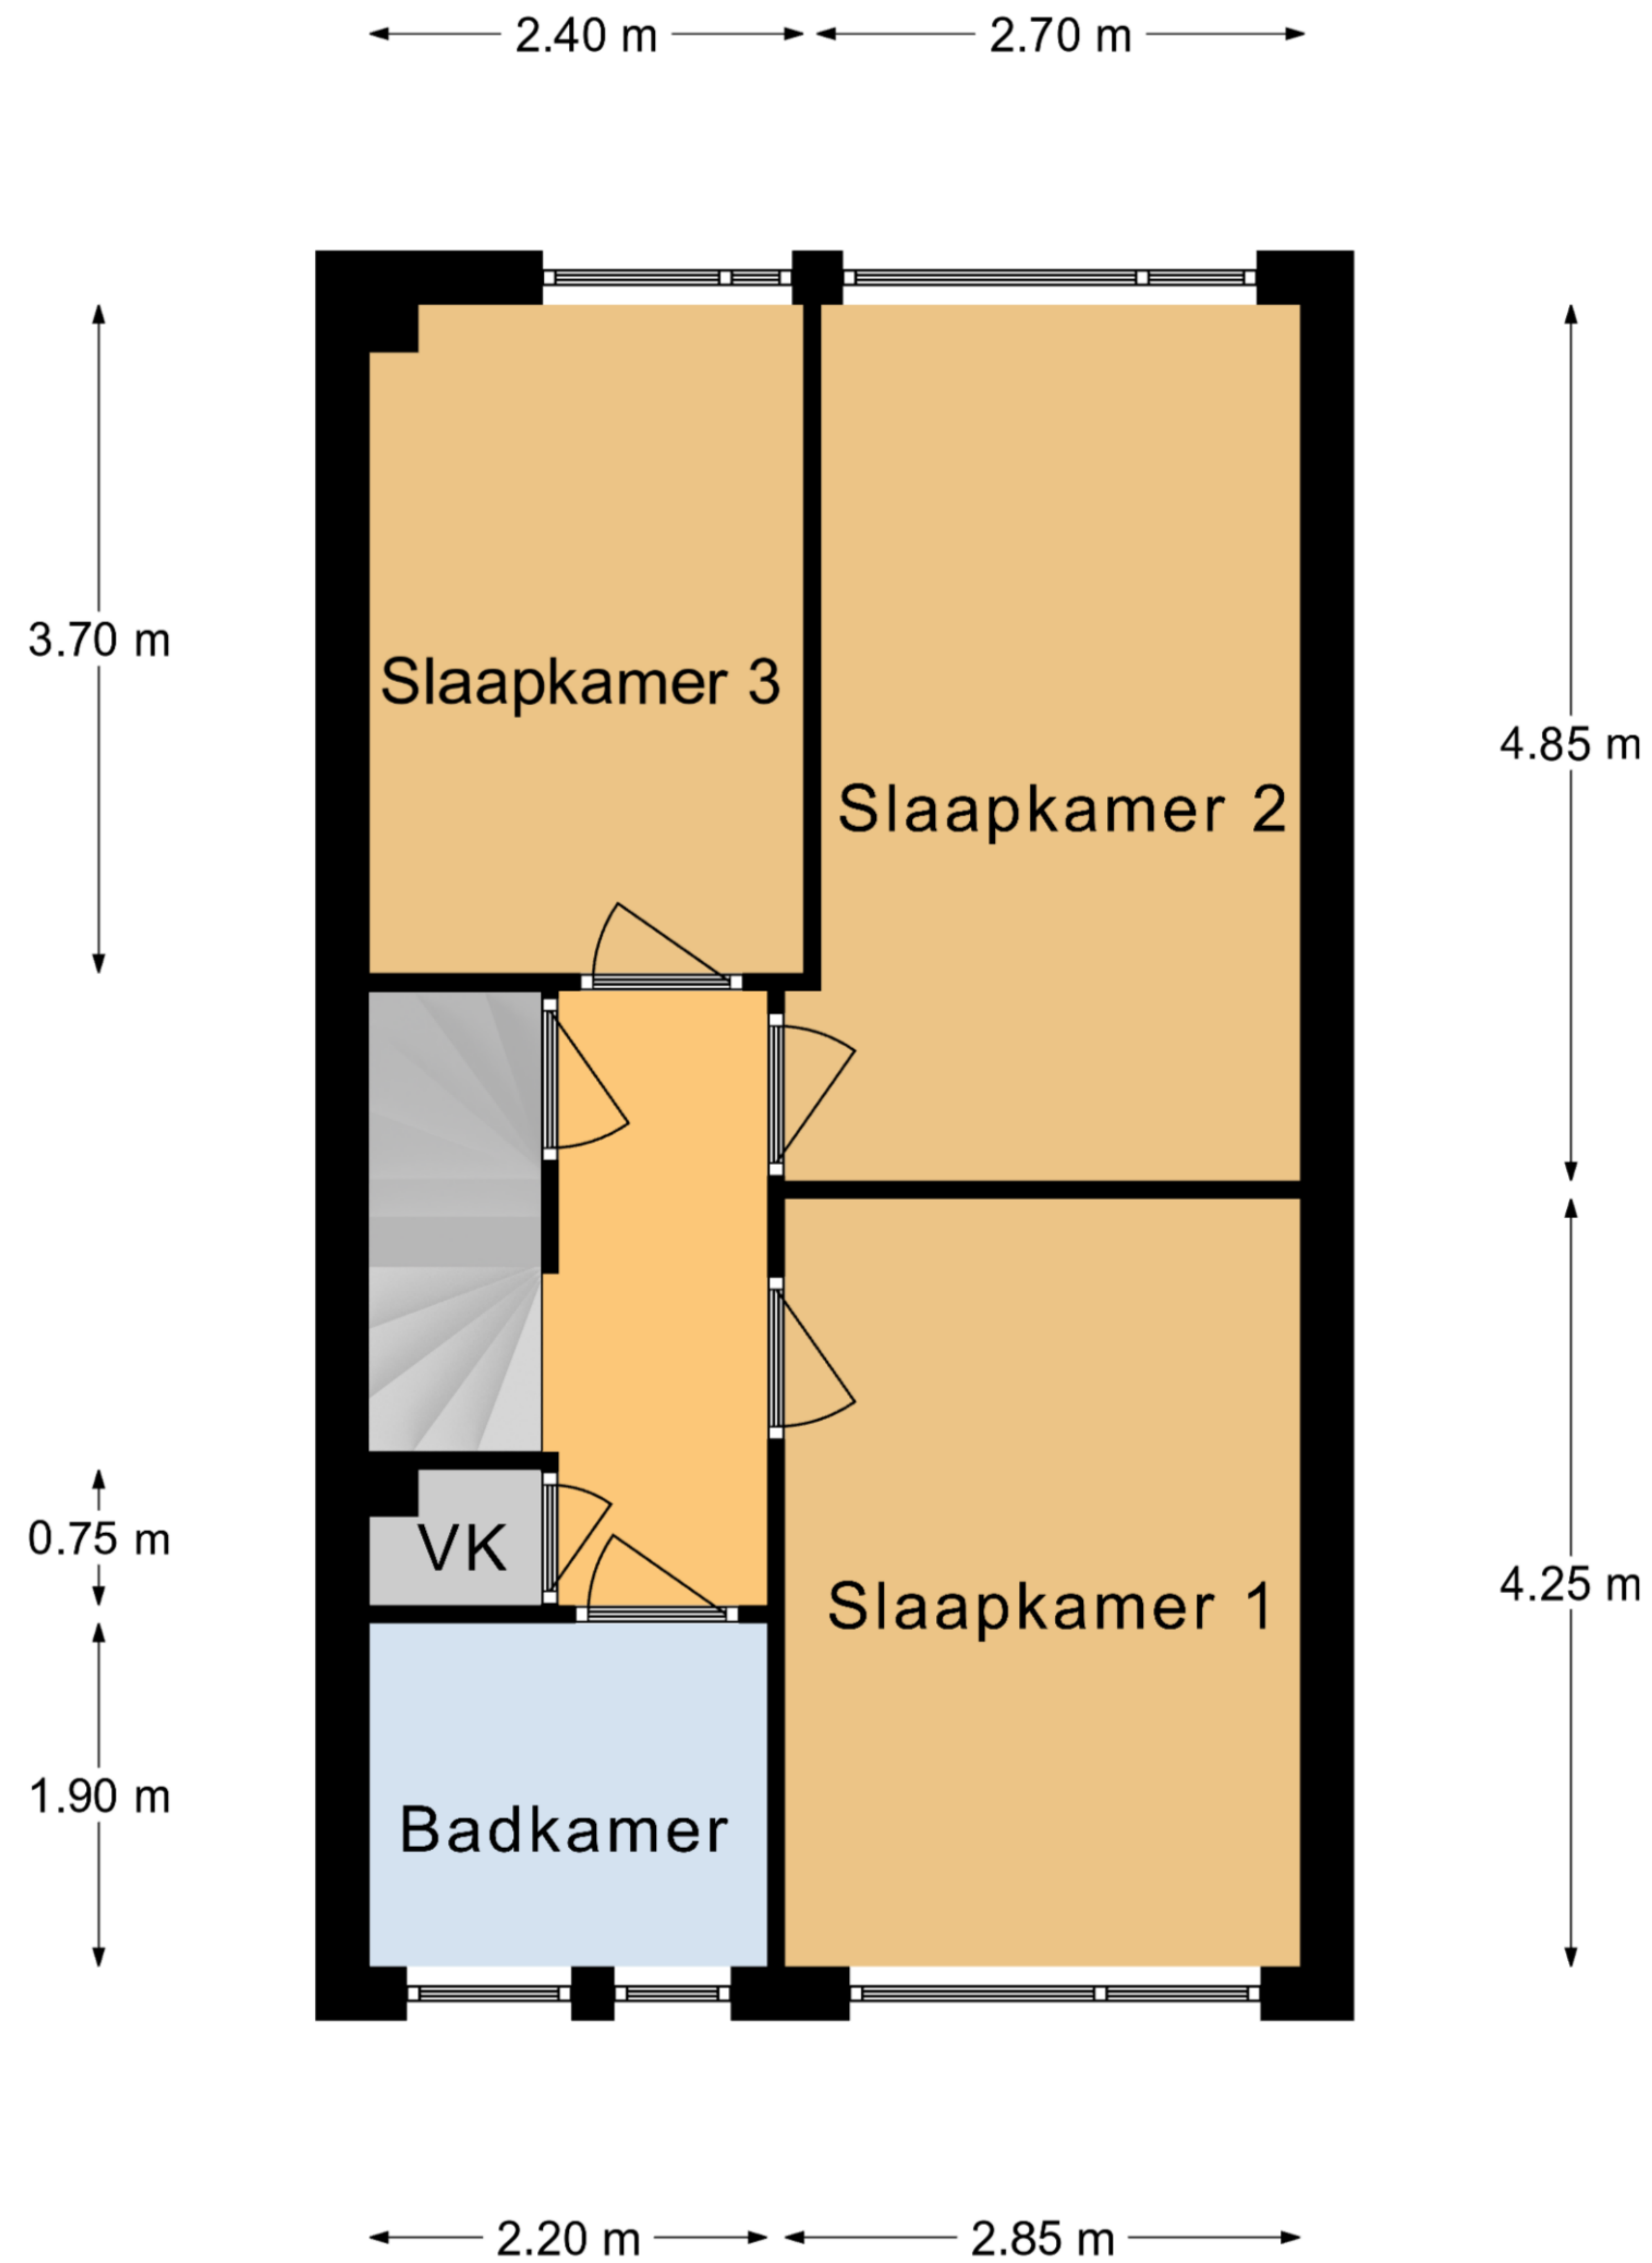 2.40 m
2.70 m
3.70 m
Slaapkamer 3
4.85 m
Slaapkamer 2
0.75 m
VK
4.25 m
Slaapkamer 1
1.90 m
Badkamer
2.20 m
2.85 m